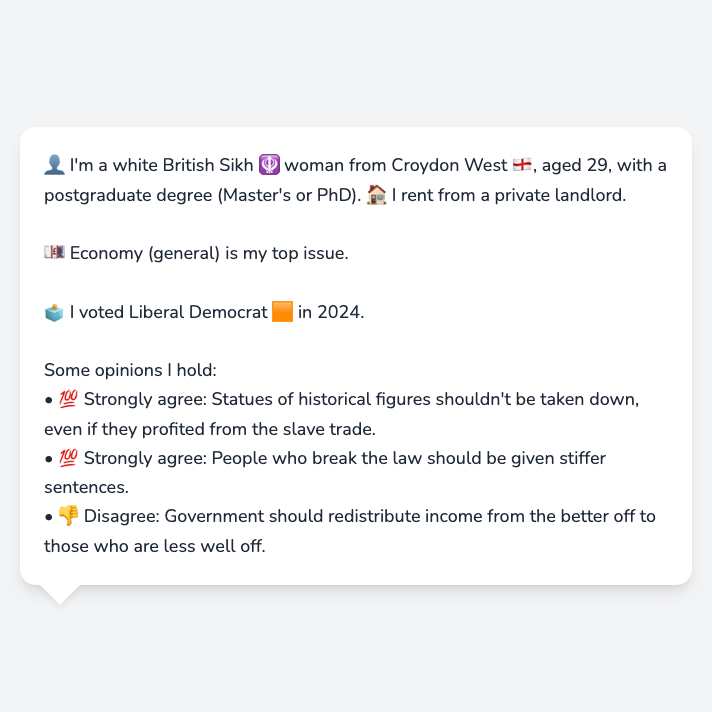 👤 I'm a white British Sikh 🪯 woman from Croydon West 🏴󠁧󠁢󠁥󠁮󠁧󠁿, aged 29, with a
postgraduate degree (Master's or PhD). 🏠 I rent from a private landlord.
💷 Economy (general) is my top issue.
🗳️ I voted Liberal Democrat 🟧 in 2024.
Some opinions I hold:
• 💯 Strongly agree: Statues of historical figures shouldn't be taken down,
even if they profited from the slave trade.
• 💯 Strongly agree: People who break the law should be given stiffer
sentences.
• 👎 Disagree: Government should redistribute income from the better off to
those who are less well off.